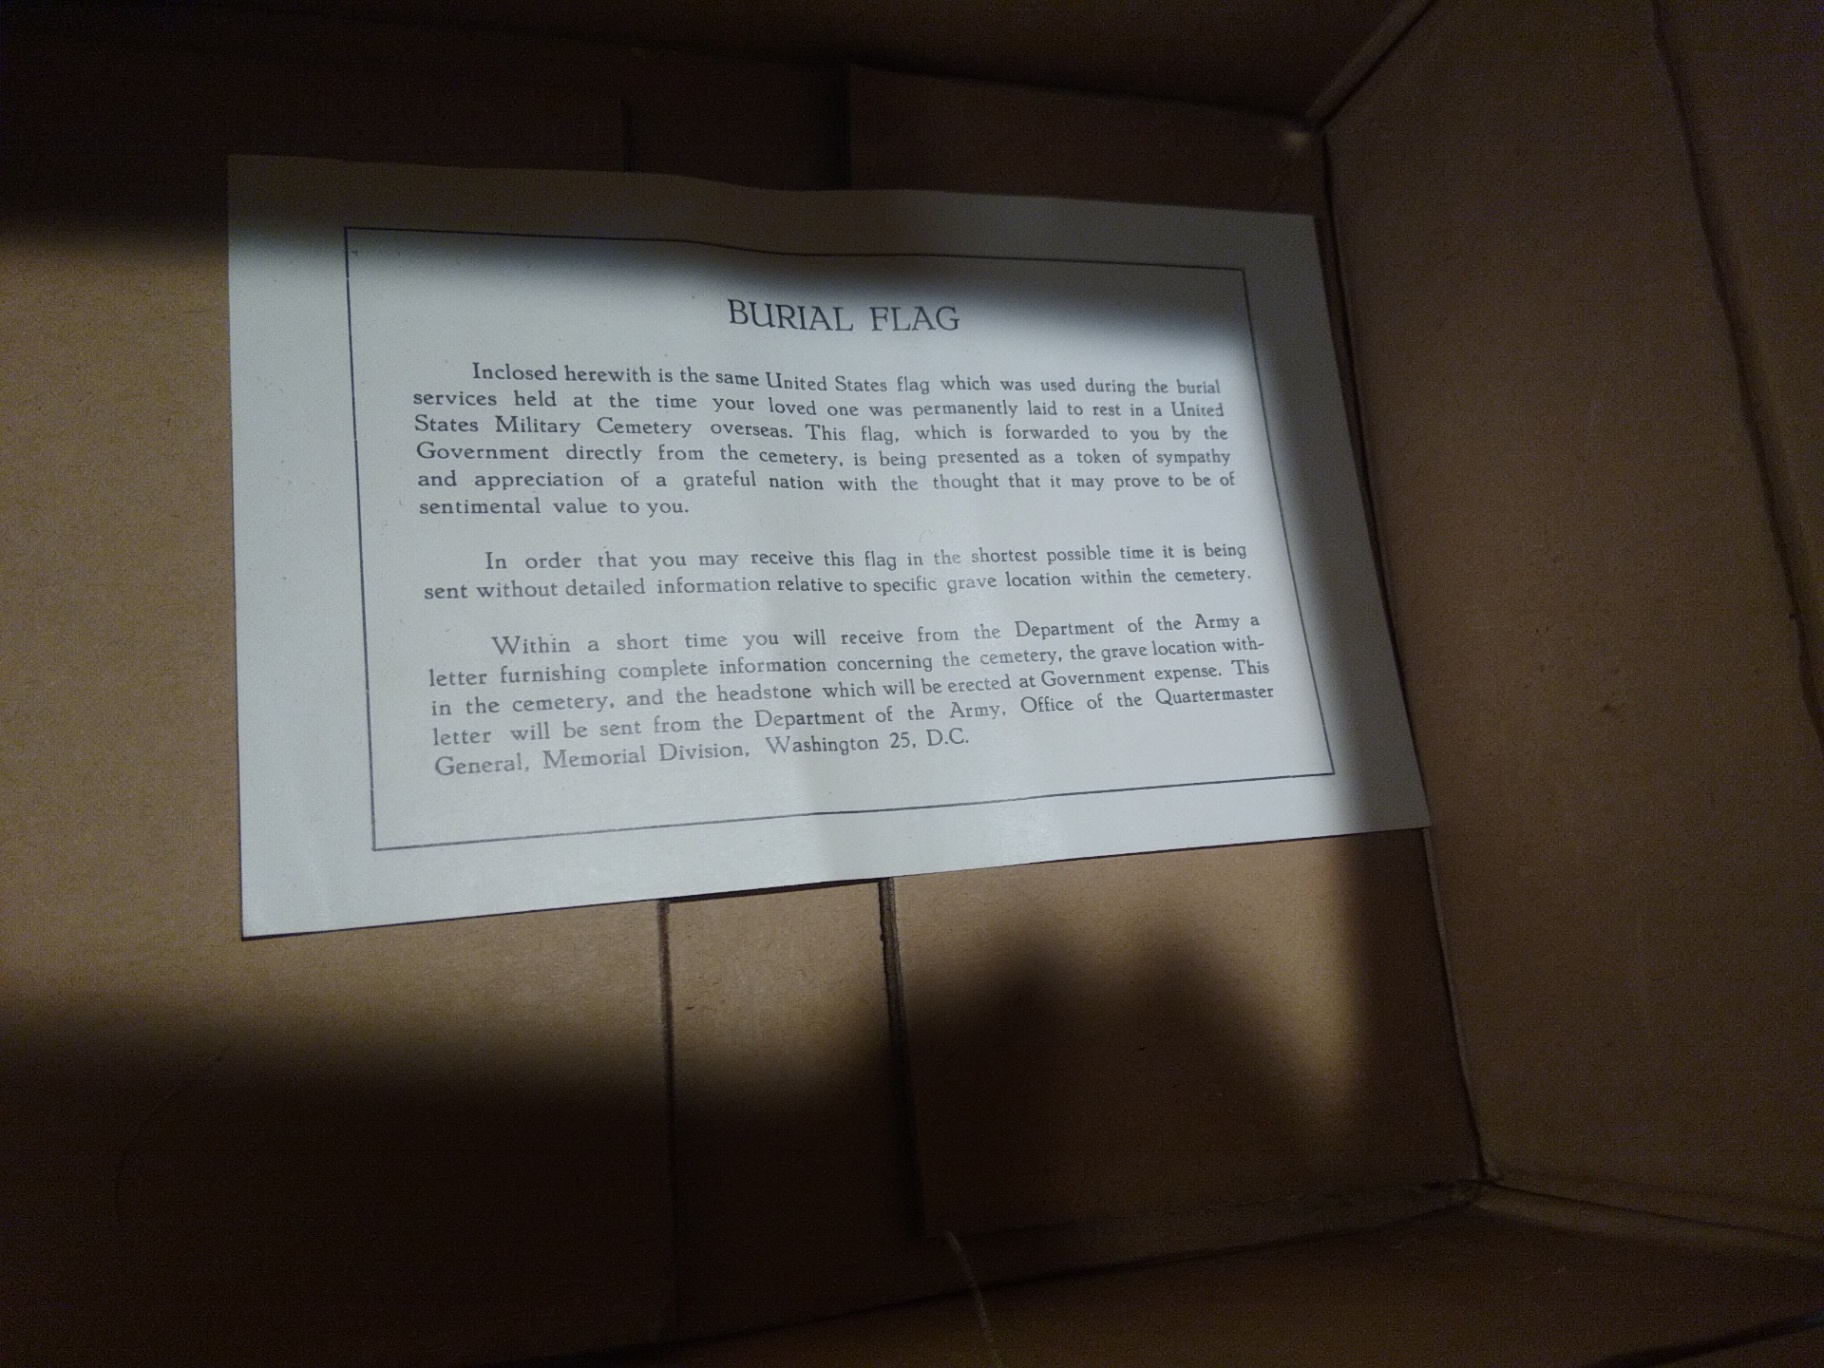 BURIAL FLAG
Inclosed herewith is the same United States flag which was used during the burial
services held at the time your loved one was permanently laid to rest in a United
States Military Cemetery overseas. This flag, which is forwarded to you by the
Government directly from the cemetery, is being presented as a token of sympathy
and appreciation of a grateful nation with the thought that it may prove to be of
sentimental value to you.
In order that you may receive this flag in the shortest possible time it is being
sent without detailed information relative to specific grave location within the cemetery.
Within a short time you will receive from the Department of the Army a
letter furnishing complete information concerning the cemetery, the grave location with-
in the cemetery, and the headstone which will be erected at Government expense. This
letter will be sent from the Department of the Army, Office of the Quartermaster
General, Memorial Division, Washington 25, D.C.